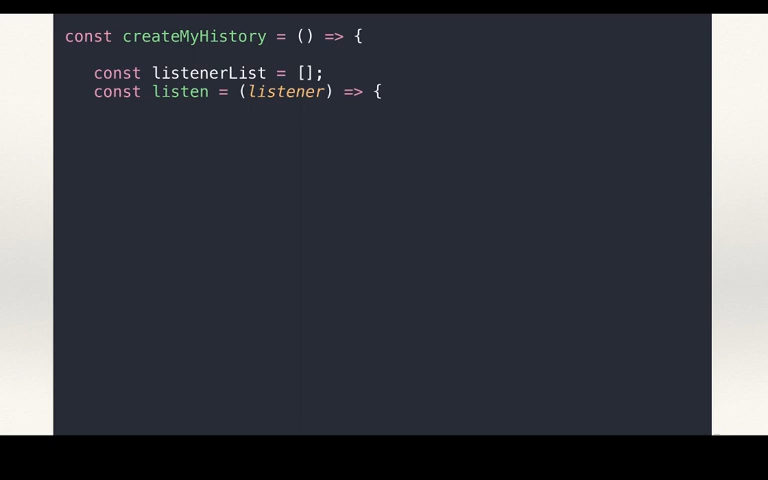 const createMyHistory = () => {
const listenerList = [];
const listen = (listener) => {